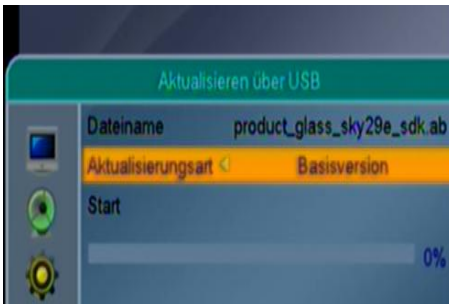 Aktualisieren über USB
Dateiname product_glass_sky29e_sdk.ab
Aktualisierungsart Basisversion
Start
0%